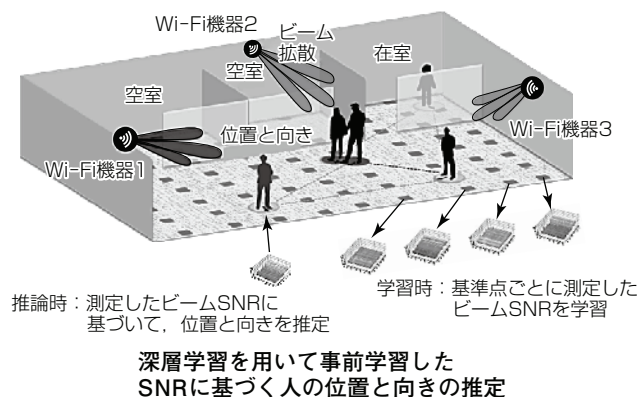 Wi-Fi機器2
ビーム
拡散
空室
在室
空室
位置と向き
Wi-Fi機器1
Wi-Fi機器3
推論時：測定したビームSNRに
基づいて，位置と向きを推定
学習時：基準点ごとに測定した
ビームSNRを学習
深層学習を用いて事前学習した
SNRに基づく人の位置と向きの推定